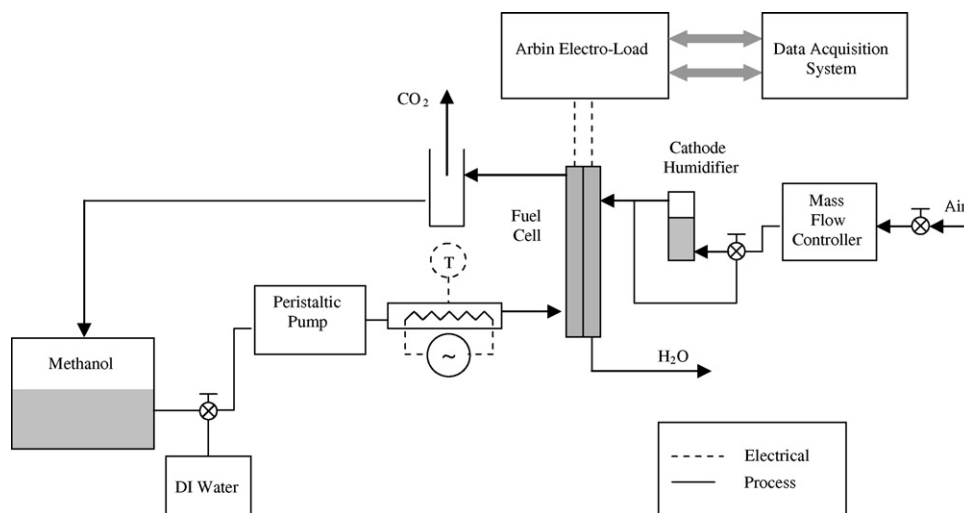 Arbin Electro-Load
Data Acquisition
System
CO₂
Cathode
Humidifier
Mass
Flow
Controller
Air
Fuel
Cell
T
Peristaltic
Pump
~
Methanol
H₂O
DI Water
Electrical
Process